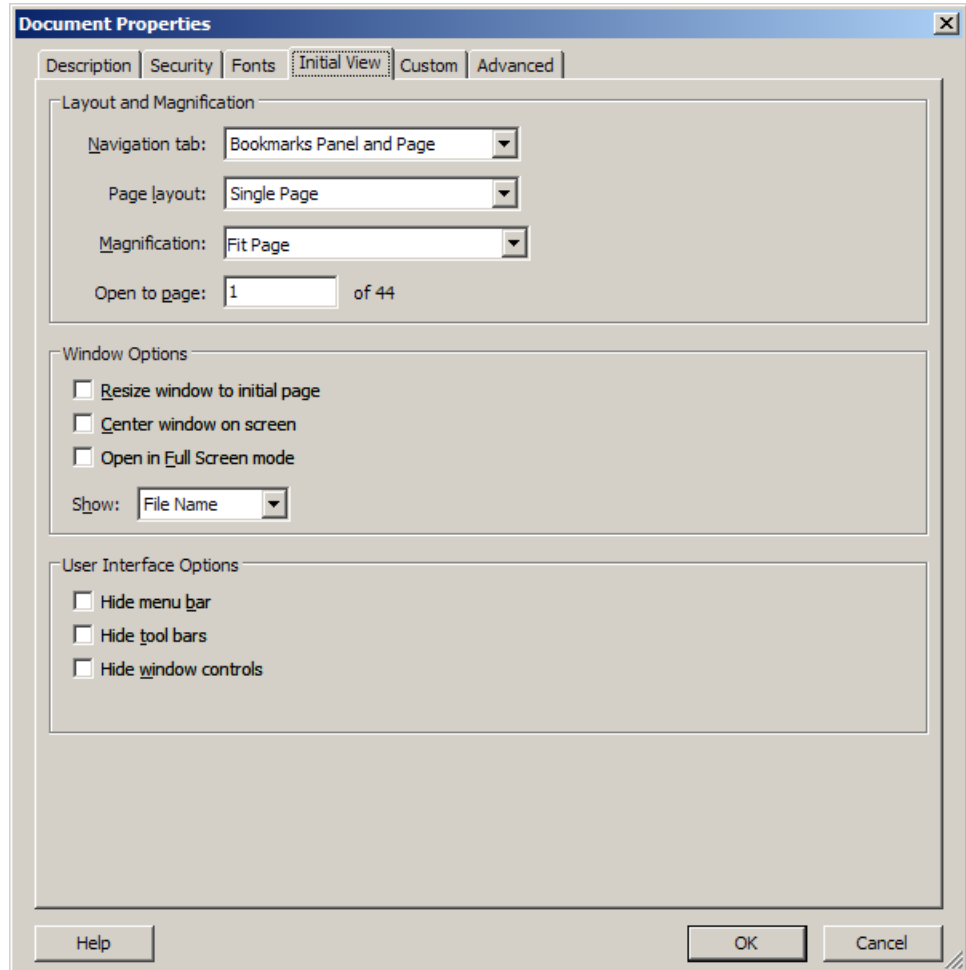 Document Properties
Description Security Fonts Initial View Custom Advanced
Layout and Magnification
Navigation tab: Bookmarks Panel and Page
Page layout: Single Page
Magnification: Fit Page
Open to page: 1 of 44
Window Options
Resize window to initial page
Center window on screen
Open in Full Screen mode
Show: File Name
User Interface Options
Hide menu bar
Hide tool bars
Hide window controls
Help OK Cancel